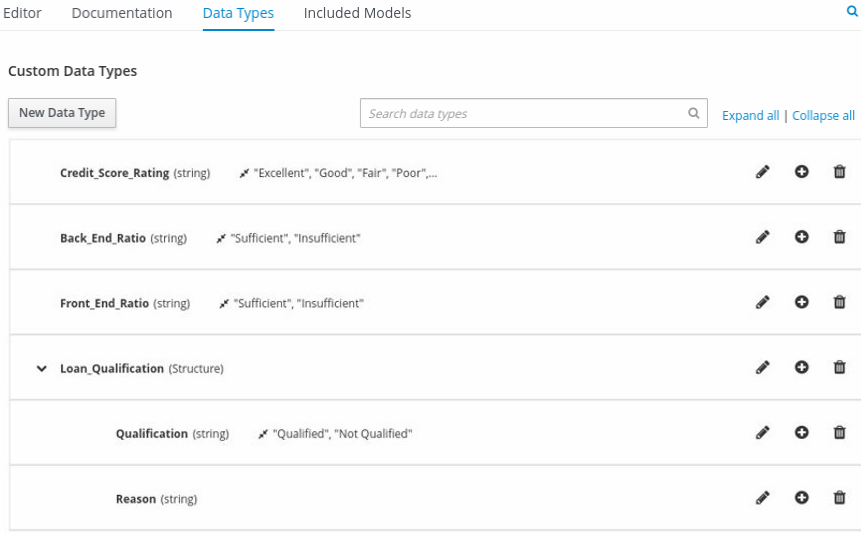 Editor Documentation Data Types Included Models
Custom Data Types
New Data Type Search data types Expand all | Collapse all
Credit_Score_Rating (string) "Excellent", "Good", "Fair", "Poor",...
Back_End_Ratio (string) "Sufficient", "Insufficient"
Front_End_Ratio (string) "Sufficient", "Insufficient"
Loan_Qualification (Structure)
Qualification (string) "Qualified", "Not Qualified"
Reason (string)